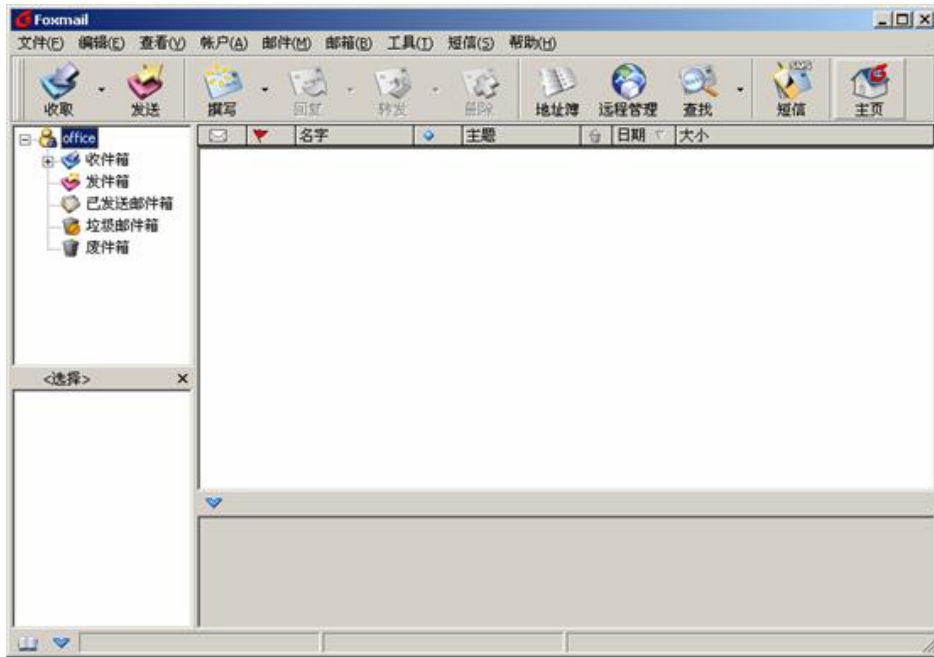 Foxmail
文件(F) 编辑(E) 查看(V) 帐户(A) 邮件(M) 邮箱(B) 工具(T) 短信(S) 帮助(H)
收取 发送 撰写 回复 转发 删除 地址簿 远程管理 查找 短信 主页
office 名字 主题 日期 大小
收件箱
发件箱
已发送邮件箱
垃圾邮件箱
废件箱
<选择>